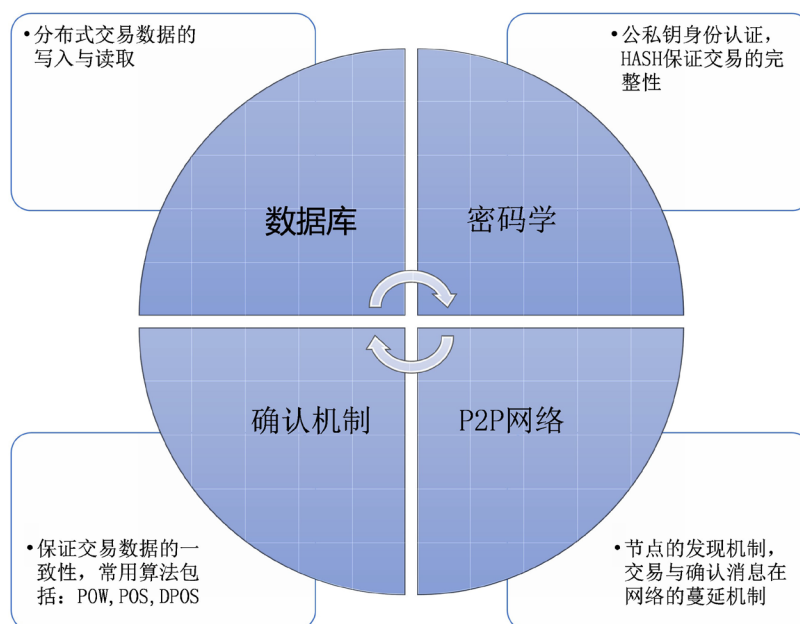 •分布式交易数据的
写入与读取
•公私钥身份认证，
HASH保证交易的完
整性
数据库
密码学
确认机制
P2P网络
•保证交易数据的一
致性，常用算法包
括：POW,POS,DPOS
•节点的发现机制，
交易与确认消息在
网络的蔓延机制